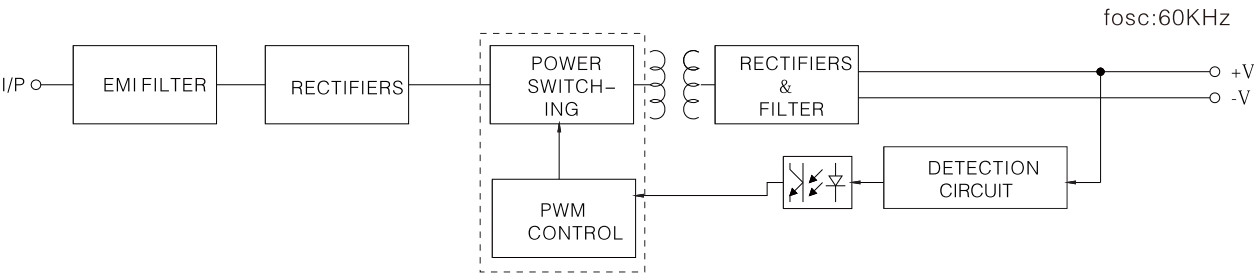 fosc:60KHz
I/P
EMI FILTER
RECTIFIERS
POWER
SWITCH-
ING
RECTIFIERS
&
FILTER
+V
-V
DETECTION
CIRCUIT
PWM
CONTROL